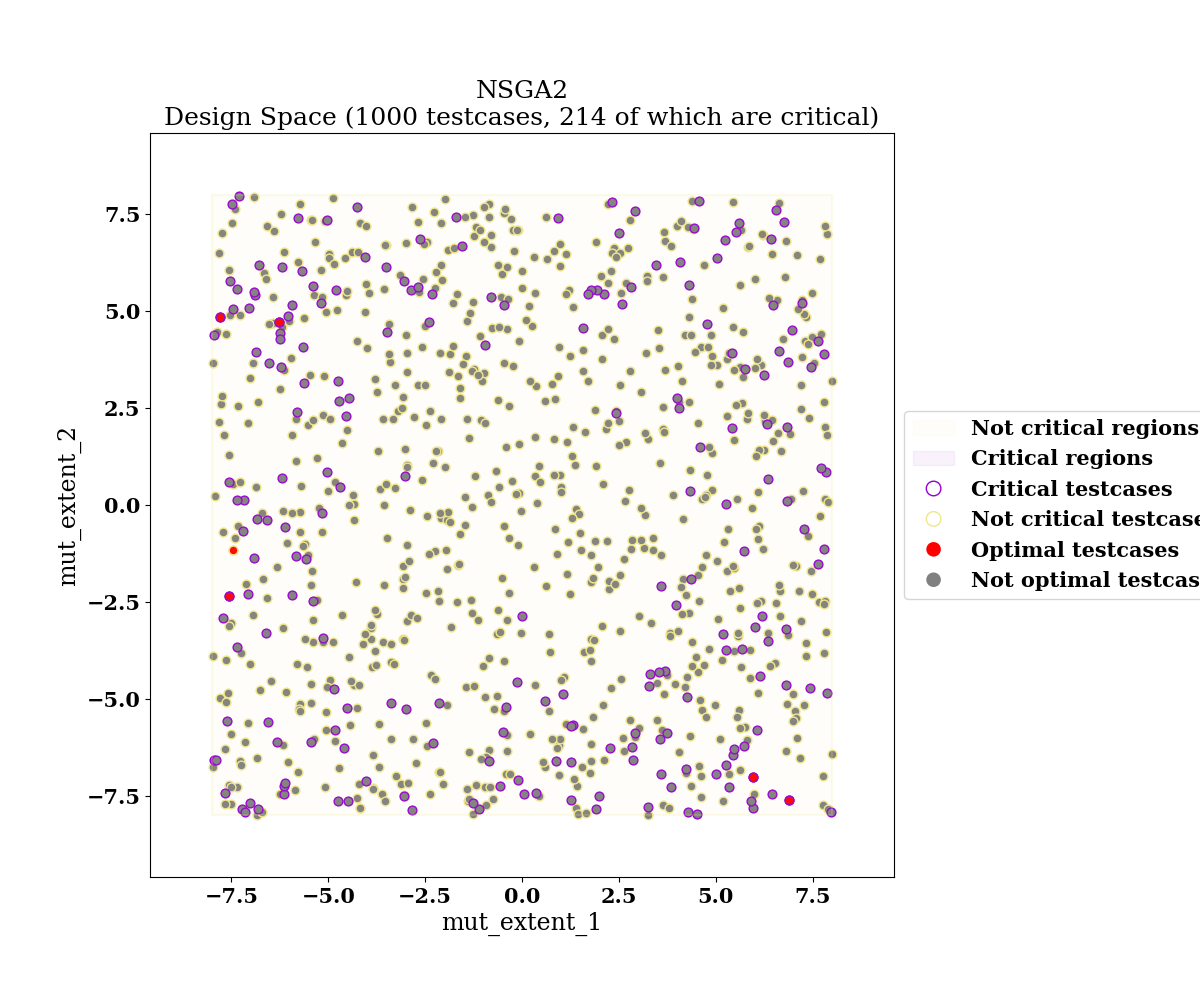 NSGA2
Design Space (1000 testcases, 214 of which are critical)
mut_extent_2
7.5
5.0
2.5
0.0
−2.5
−5.0
−7.5
−7.5 −5.0 −2.5 0.0 2.5 5.0 7.5
mut_extent_1
Not critical regions
Critical regions
Critical testcases
Not critical testcase
Optimal testcases
Not optimal testcas